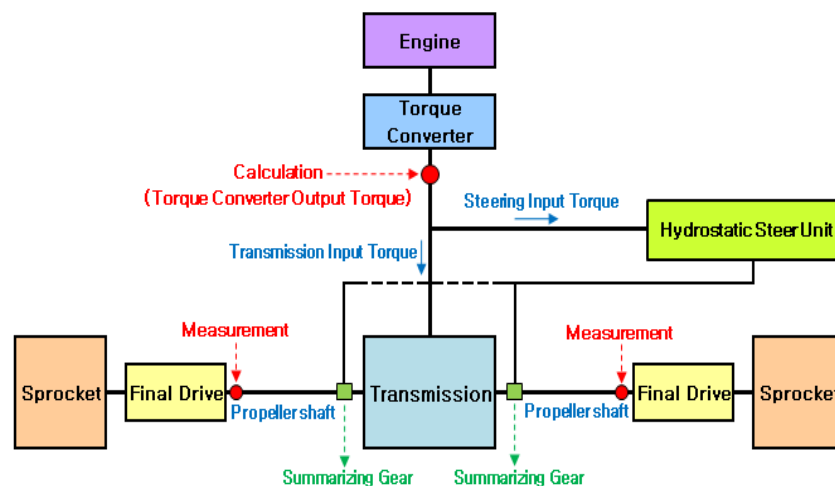 Engine
Torque
Converter
Calculation
(Torque Converter Output Torque)
Steering Input Torque
Hydrostatic Steer Unit
Transmission Input Torque
Measurement
Measurement
Sprocket
Final Drive
Propeller shaft
Transmission
Propeller shaft
Final Drive
Sprocket
Summarizing Gear
Summarizing Gear